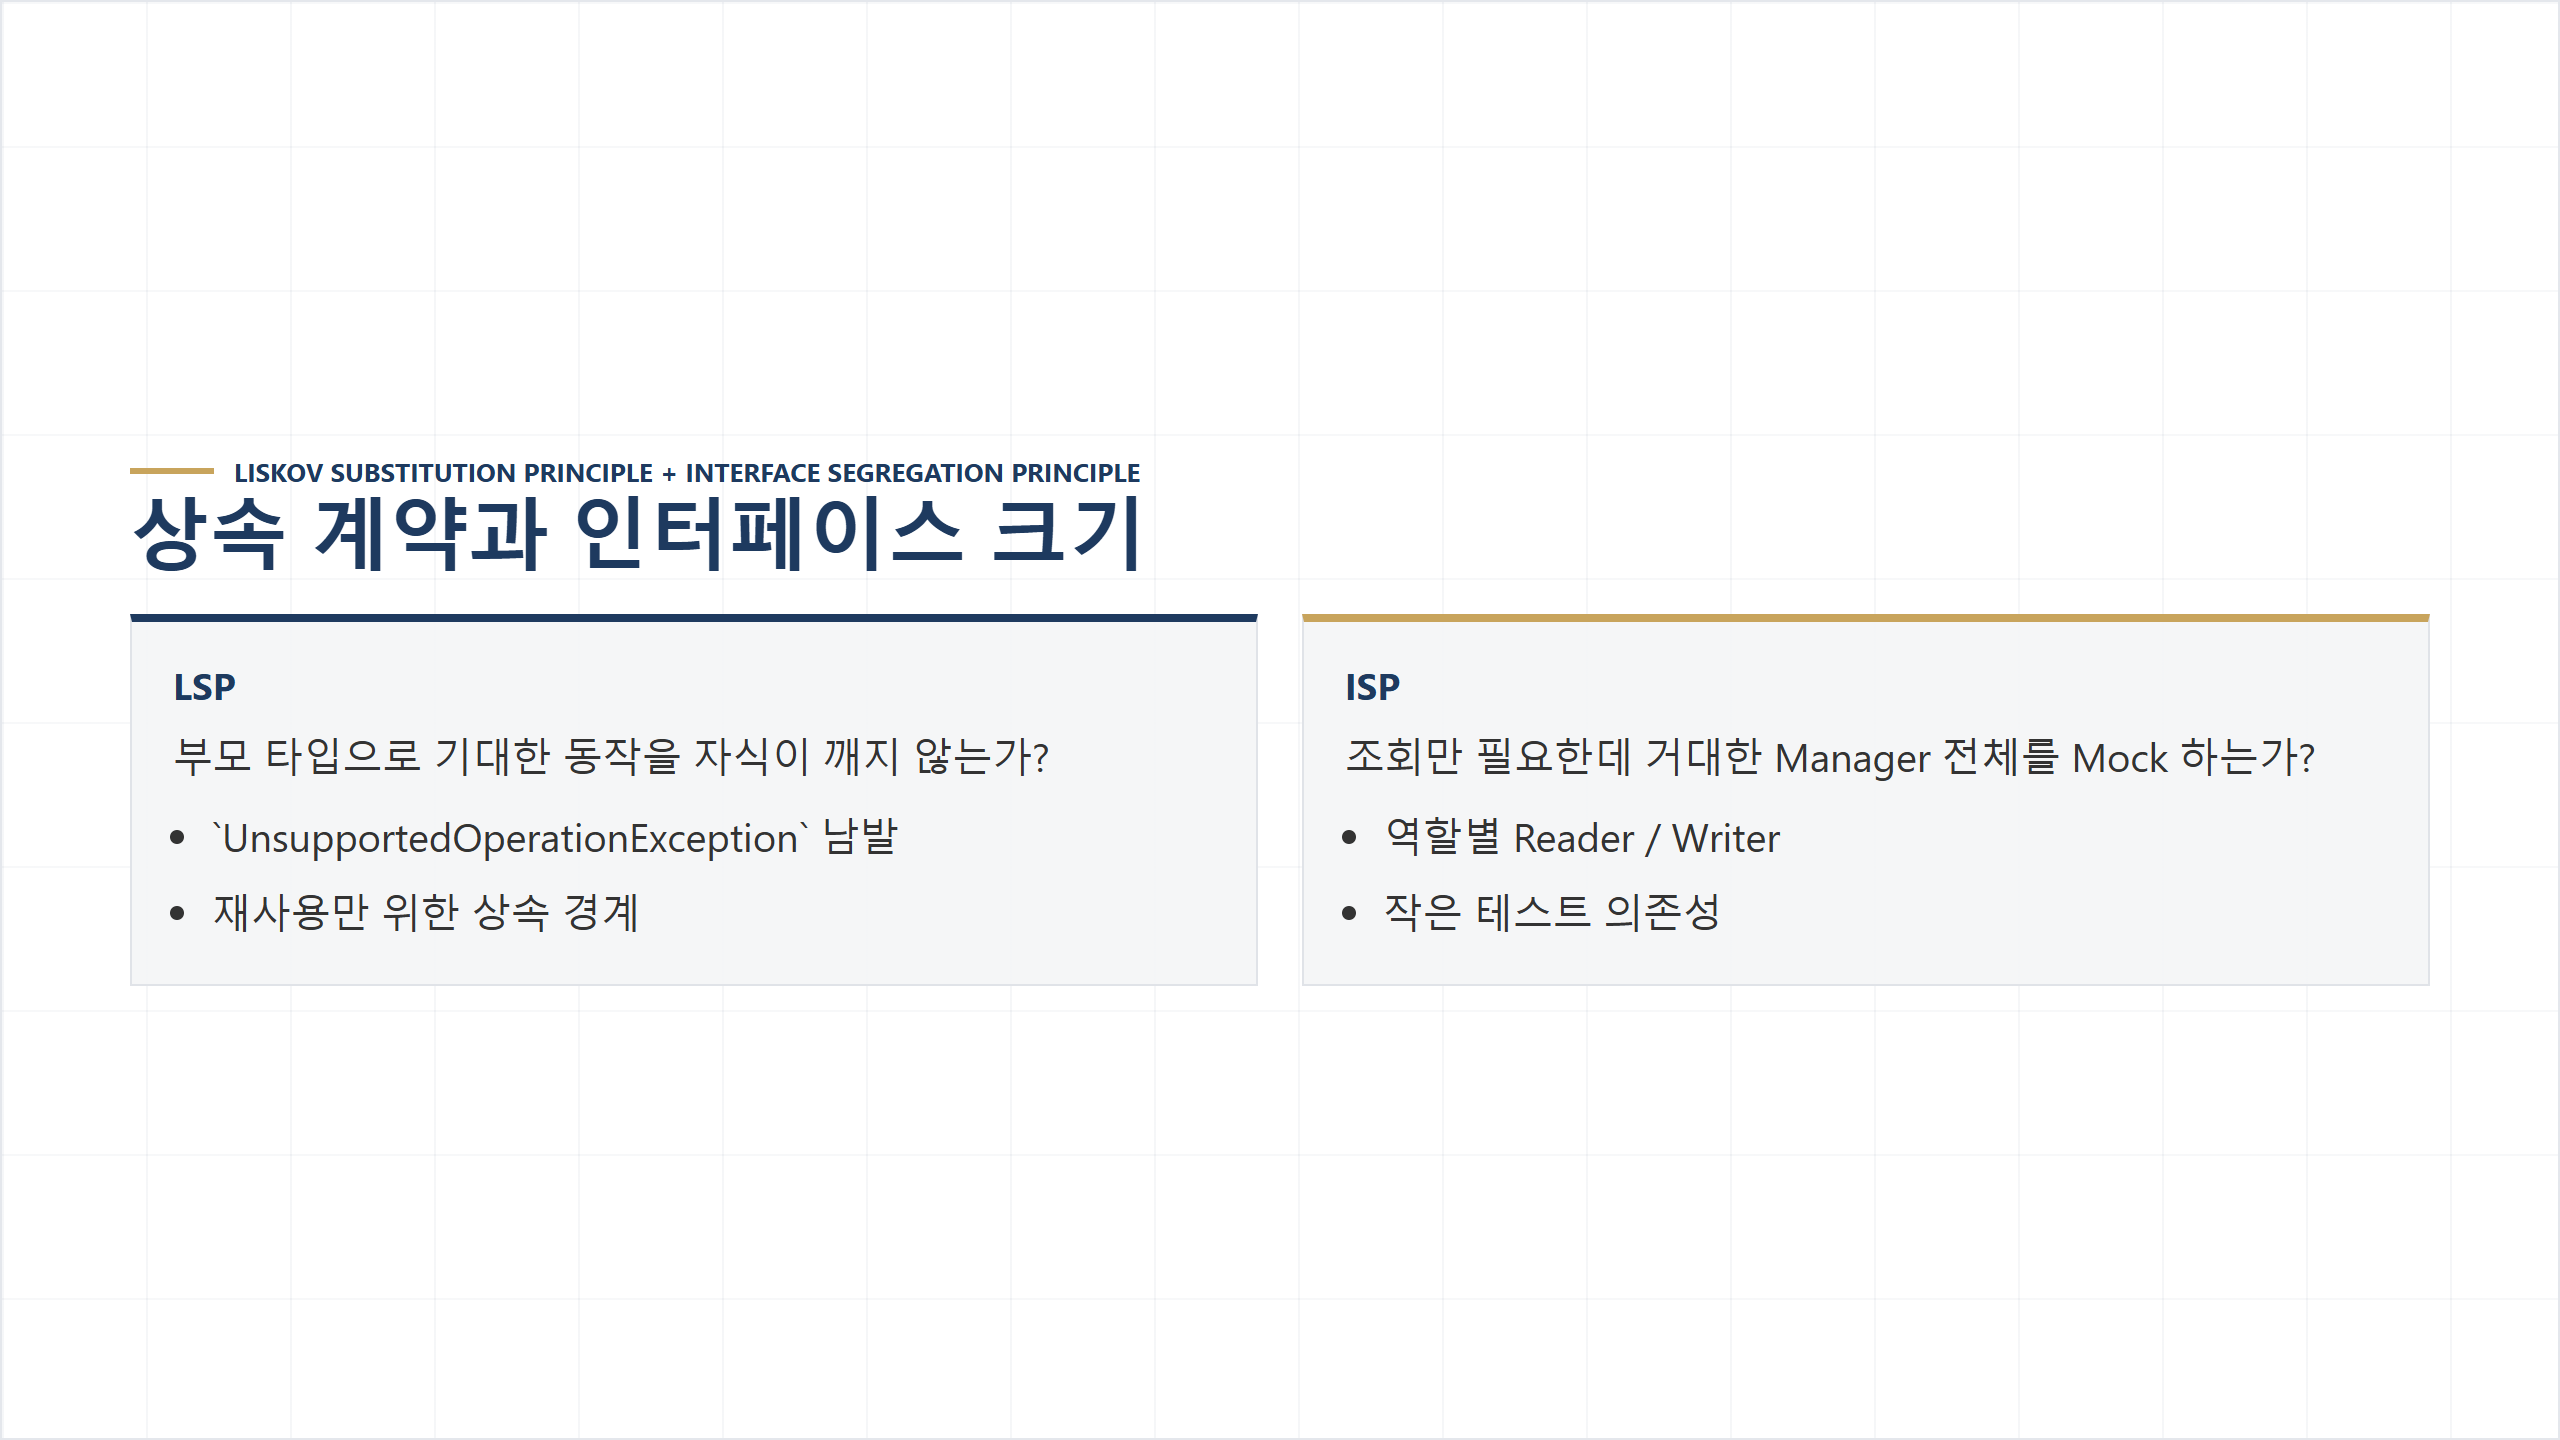 LISKOV SUBSTITUTION PRINCIPLE + INTERFACE SEGREGATION PRINCIPLE
상속 계약과 인터페이스 크기
LSP
부모 타입으로 기대한 동작을 자식이 깨지 않는가?
• `UnsupportedOperationException` 남발
• 재사용만 위한 상속 경계
ISP
조회만 필요한데 거대한 Manager 전체를 Mock 하는가?
• 역할별 Reader / Writer
• 작은 테스트 의존성